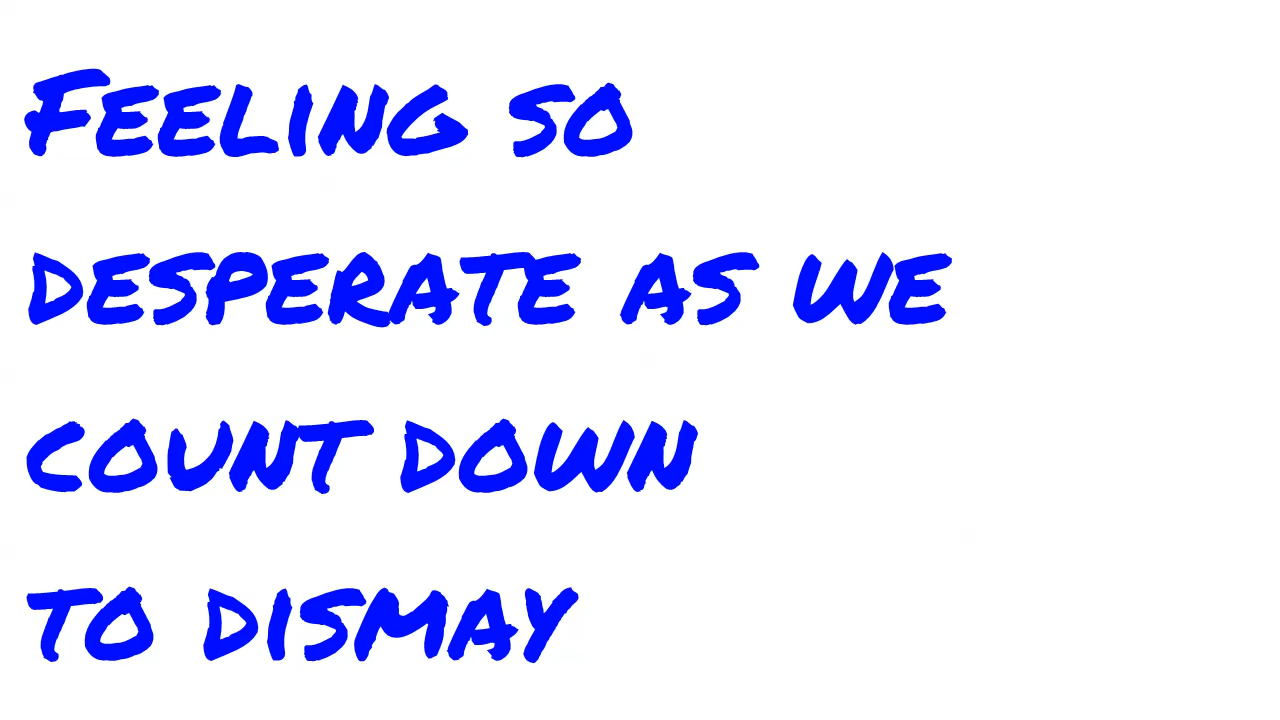 Feeling so
desperate as we
count down
to dismay